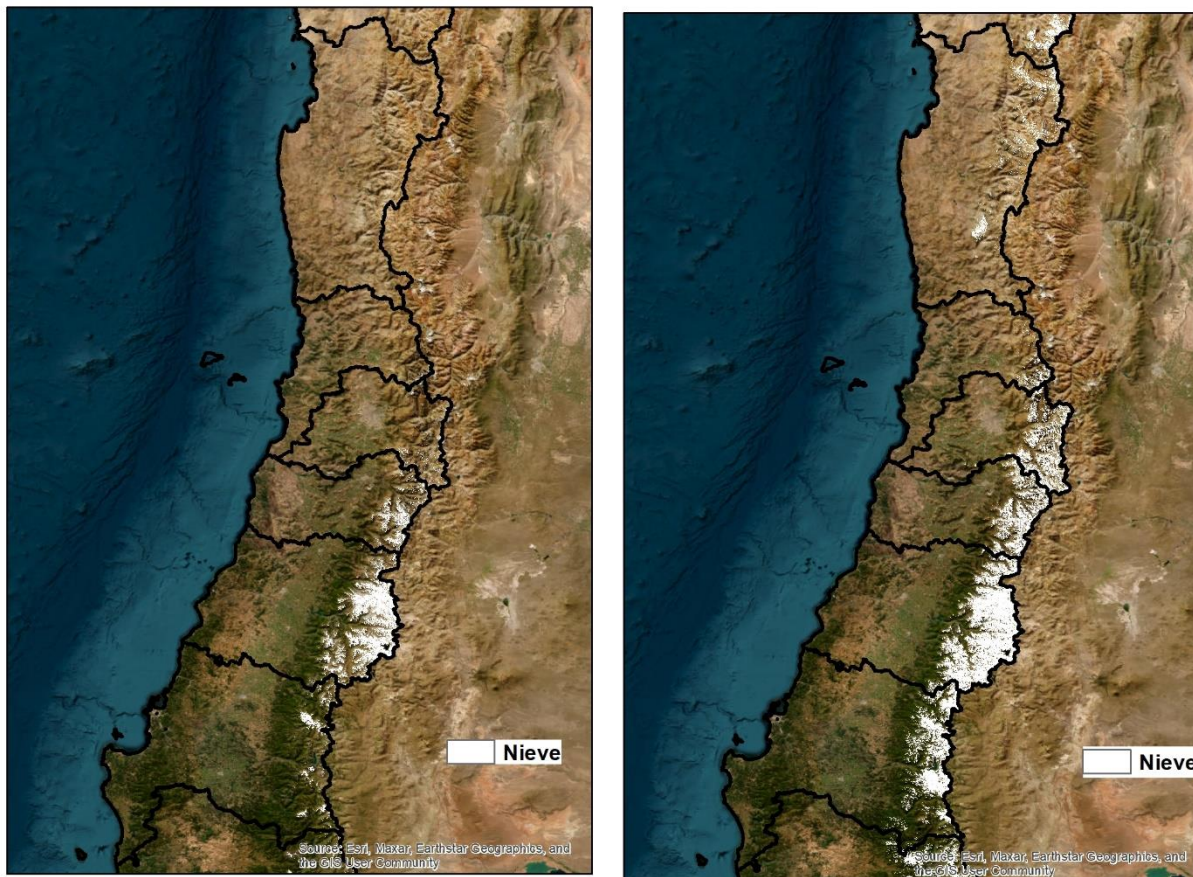 Nieve
Source: Esri, Maxar, Earthstar Geographics, and
the GIS User Community
Nieve
Source: Esri, Maxar, Earthstar Geographics, and
the GIS User Community